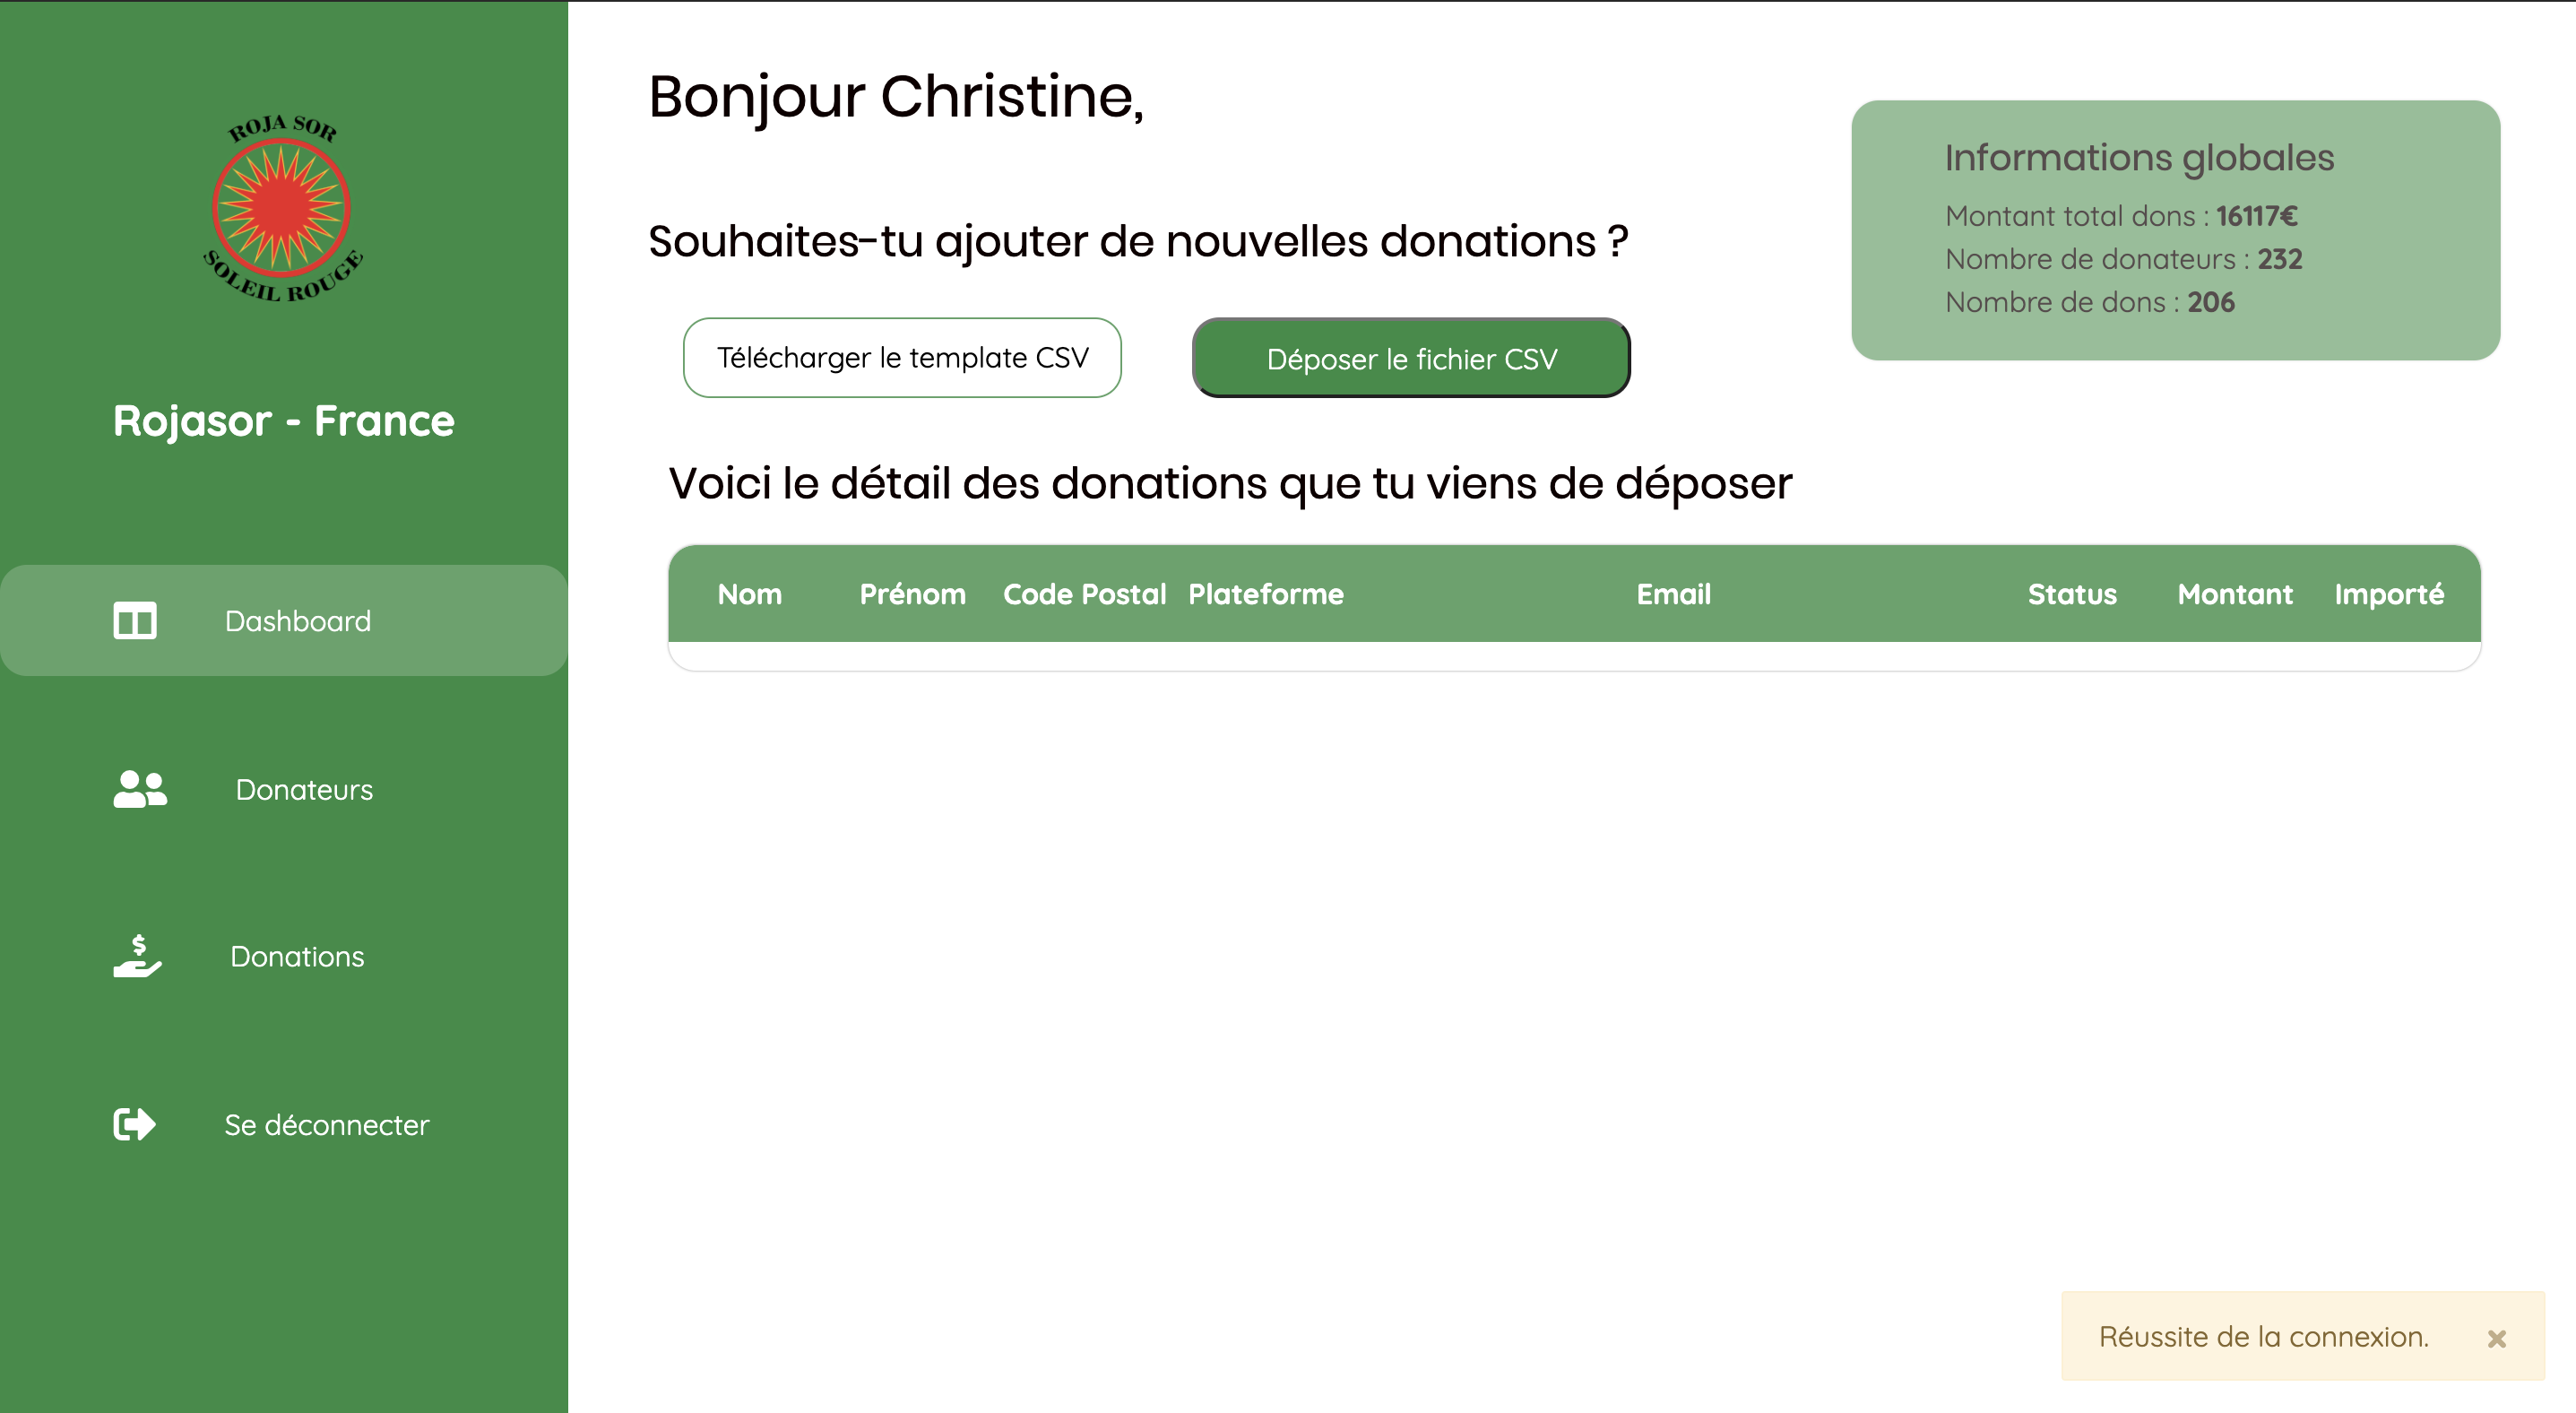 ROJA SOR
SOLEIL ROUGE
Rojasor - France
Dashboard
Donateurs
Donations
Se déconnecter
Bonjour Christine,
Souhaites-tu ajouter de nouvelles donations ?
Télécharger le template CSV
Déposer le fichier CSV
Informations globales
Montant total dons : 16117€
Nombre de donateurs : 232
Nombre de dons : 206
Voici le détail des donations que tu viens de déposer
Nom Prénom Code Postal Plateforme Email Status Montant Importé
Réussite de la connexion. ×